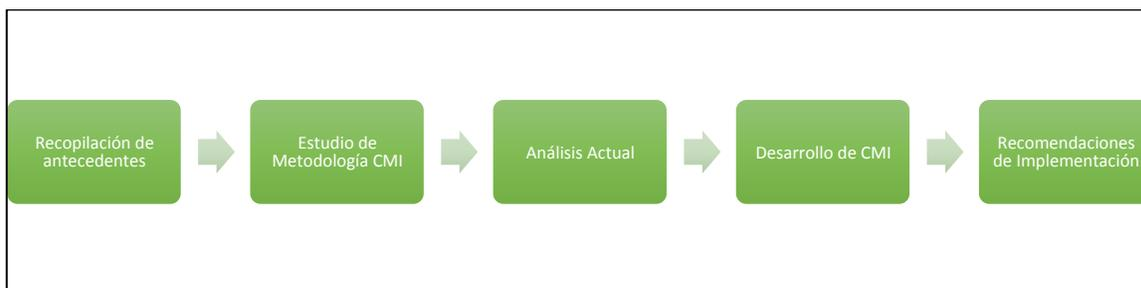 Recopilación de
antecedentes
Estudio de
Metodología CMI
Análisis Actual
Desarrollo de CMI
Recomendaciones
de Implementación